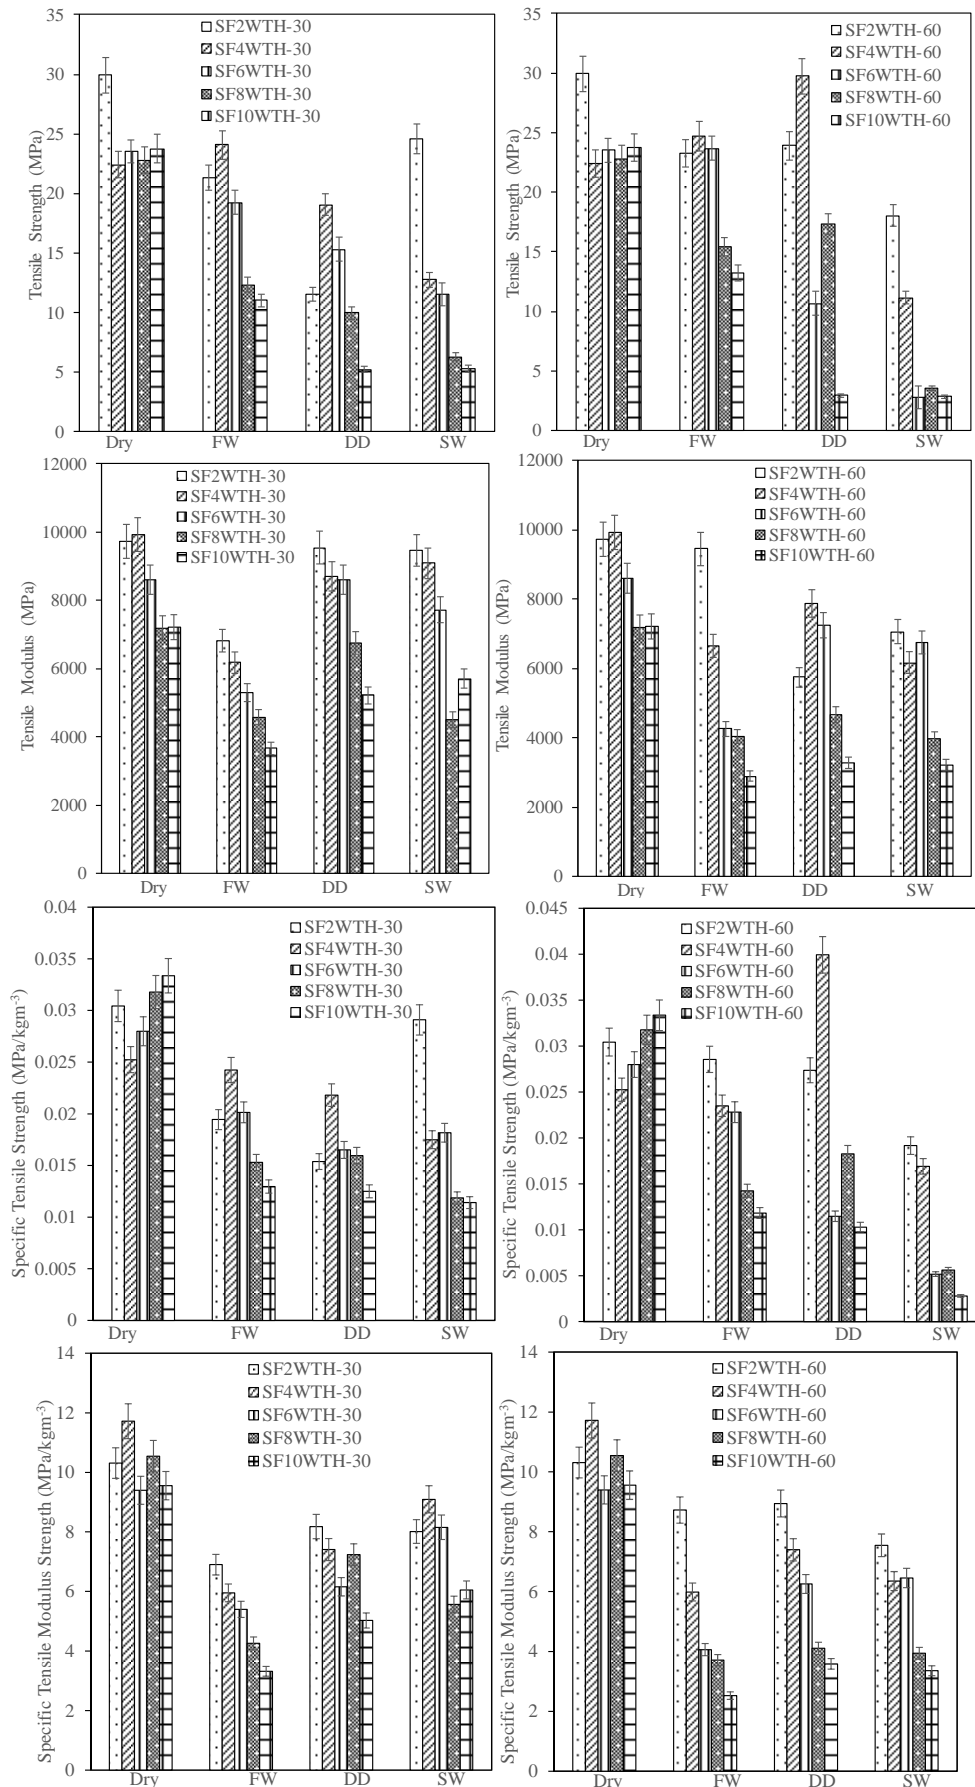 35
30
25
20
15
10
5
0
Tensile Strength (MPa)
SF2WTH-30
SF4WTH-30
SF6WTH-30
SF8WTH-30
SF10WTH-30
Dry FW DD SW
35
30
25
20
15
10
5
0
Tensile Strength (MPa)
SF2WTH-60
SF4WTH-60
SF6WTH-60
SF8WTH-60
SF10WTH-60
Dry FW DD SW
12000
10000
8000
6000
4000
2000
0
Tensile Modulus (MPa)
SF2WTH-30
SF4WTH-30
SF6WTH-30
SF8WTH-30
SF10WTH-30
Dry FW DD SW
12000
10000
8000
6000
4000
2000
0
Tensile Modulus (MPa)
SF2WTH-60
SF4WTH-60
SF6WTH-60
SF8WTH-60
SF10WTH-60
Dry FW DD SW
0.04
0.035
0.03
0.025
0.02
0.015
0.01
0.005
0
Specific Tensile Strength (MPa/kgm⁻³)
SF2WTH-30
SF4WTH-30
SF6WTH-30
SF8WTH-30
SF10WTH-30
Dry FW DD SW
0.045
0.04
0.035
0.03
0.025
0.02
0.015
0.01
0.005
0
Specific Tensile Strength (MPa/kgm⁻³)
SF2WTH-60
SF4WTH-60
SF6WTH-60
SF8WTH-60
SF10WTH-60
Dry FW DD SW
14
12
10
8
6
4
2
0
Specific Tensile Modulus Strength (MPa/kgm⁻³)
SF2WTH-30
SF4WTH-30
SF6WTH-30
SF8WTH-30
SF10WTH-30
Dry FW DD SW
14
12
10
8
6
4
2
0
Specific Tensile Modulus Strength (MPa/kgm⁻³)
SF2WTH-60
SF4WTH-60
SF6WTH-60
SF8WTH-60
SF10WTH-60
Dry FW DD SW